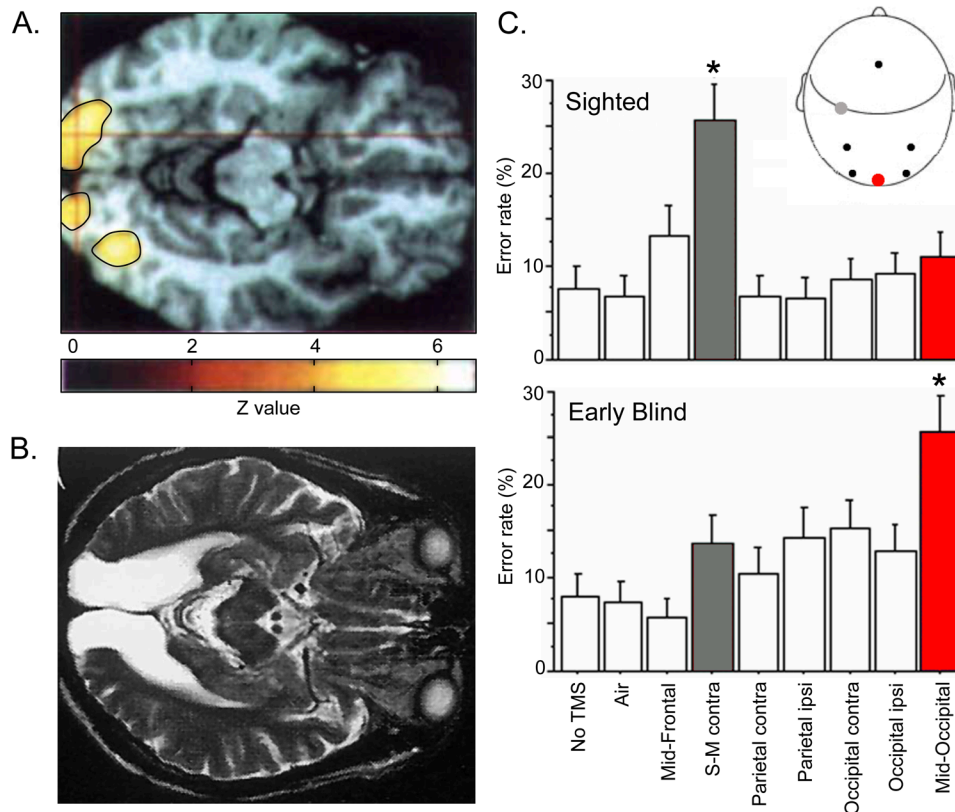 A.
0 2 4 6
Z value
B.
C.
30
20
10
0
Error rate (%)
Sighted
*
30
20
10
0
Error rate (%)
Early Blind
*
No TMS
Air
Mid-Frontal
S-M contra
Parietal contra
Parietal ipsi
Occipital contra
Occipital ipsi
Mid-Occipital